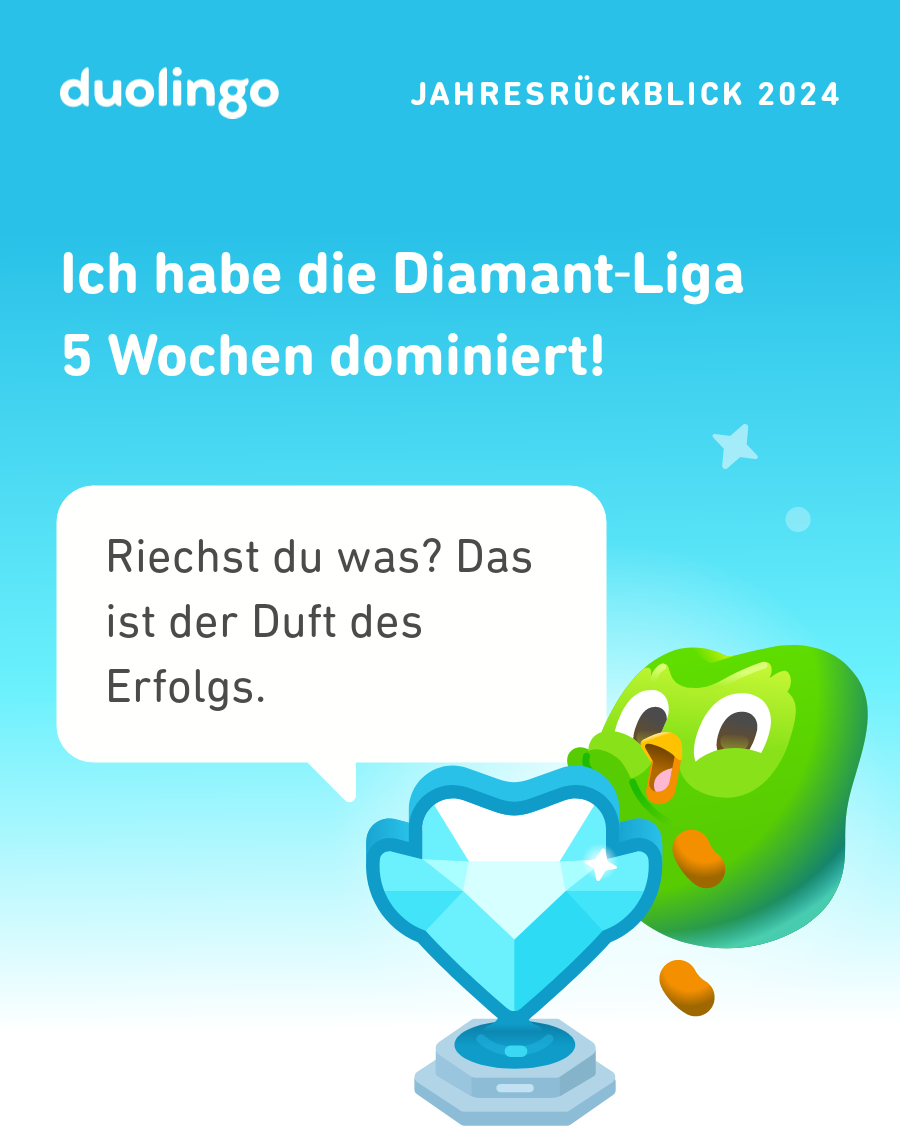 duolingo
JAHRESRÜCKBLICK 2024
Ich habe die Diamant-Liga
5 Wochen dominiert!
Riechst du was? Das
ist der Duft des
Erfolgs.